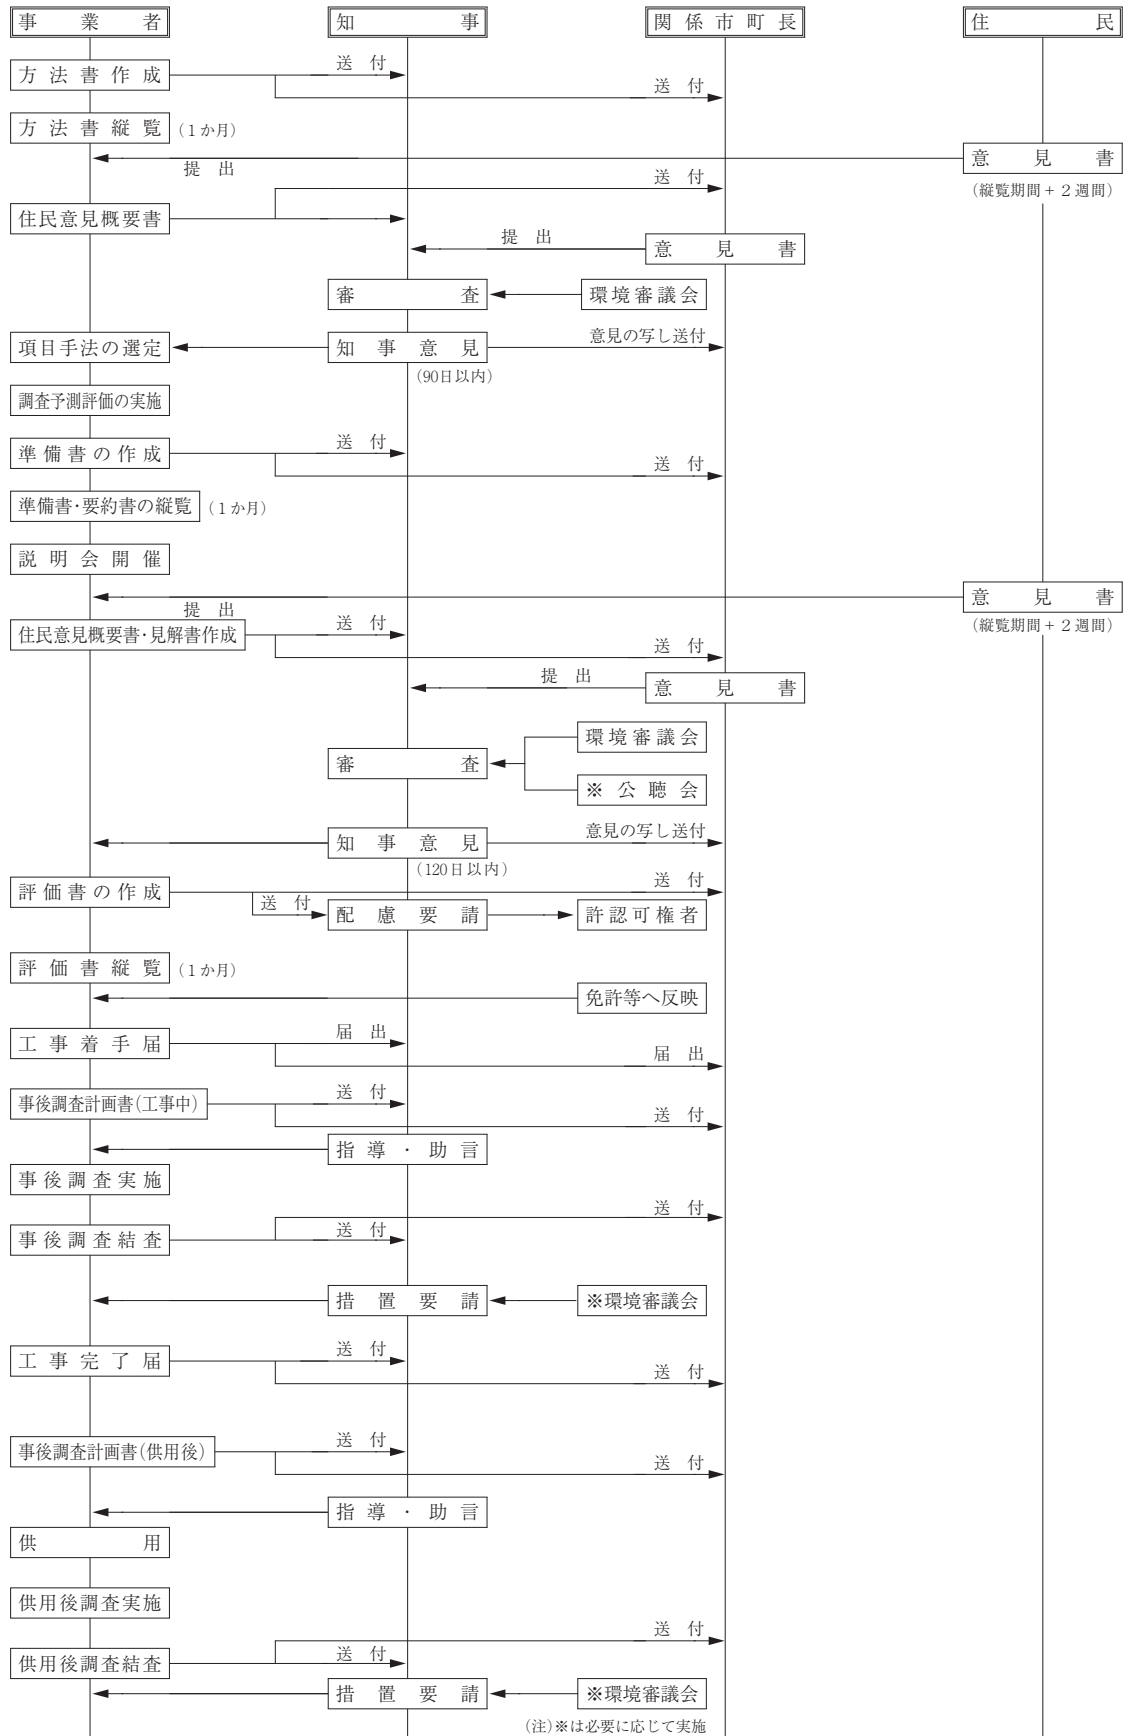 事業者
知事
関係市町長
住民
方法書作成
送付
送付
方法書縦覧 (1か月)
意見書
提出
(縦覧期間+2週間)
送付
住民意見概要書
提出
意見書
審査
環境審議会
項目手法の選定
知事意見
意見の写し送付
(90日以内)
調査予測評価の実施
準備書の作成
送付
送付
準備書・要約書の縦覧 (1か月)
説明会開催
意見書
提出
(縦覧期間+2週間)
住民意見概要書・見解書作成
送付
送付
提出
意見書
環境審議会
審査
※公聴会
知事意見
意見の写し送付
(120日以内)
評価書の作成
送付
送付
配慮要請
許認可権者
評価書縦覧 (1か月)
免許等へ反映
工事着手届
届出
届出
事後調査計画書(工事中)
送付
送付
指導・助言
事後調査実施
送付
事後調査結査
送付
措置要請
※環境審議会
工事完了届
送付
送付
事後調査計画書(供用後)
送付
送付
指導・助言
供用
供用後調査実施
送付
供用後調査結査
送付
措置要請
※環境審議会
(注)※は必要に応じて実施